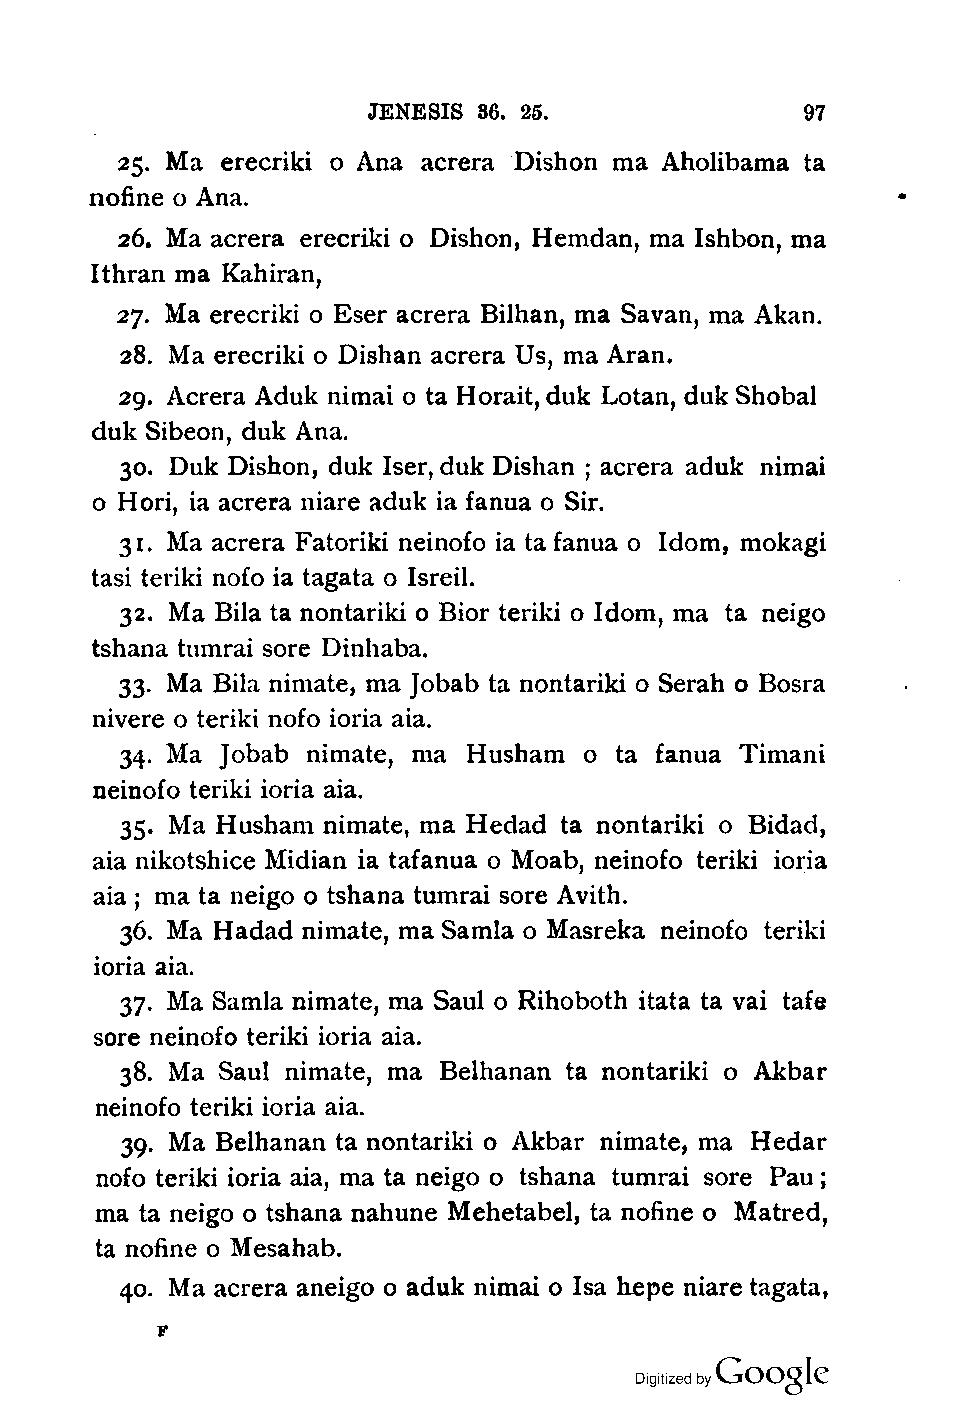 JENESIS 36. 25. 97
25. Ma erecriki o Ana acrera Dishon ma Aholibama ta
nofine o Ana.
26. Ma acrera erecriki o Dishon, Hemdan, ma Ishbon, ma
Ithran ma Kahiran,
27. Ma erecriki o Eser acrera Bilhan, ma Savan, ma Akan.
28. Ma erecriki o Dishan acrera Us, ma Aran.
29. Acrera Aduk nimai o ta Horait, duk Lotan, duk Shobal
duk Sibeon, duk Ana.
30. Duk Dishon, duk Iser, duk Dishan ; acrera aduk nimai
o Hori, ia acrera niare aduk ia fanua o Sir.
31. Ma acrera Fatoriki neinofo ia ta fanua o Idom, mokagi
tasi teriki nofo ia tagata o Isreil.
32. Ma Bila ta nontariki o Bior teriki o Idom, ma ta neigo
tshana tumrai sore Dinhaba.
33. Ma Bila nimate, ma Jobab ta nontariki o Serah o Bosra
nivere o teriki nofo ioria aia.
34. Ma Jobab nimate, ma Husham o ta fanua Timani
neinofo teriki ioria aia.
35. Ma Husham nimate, ma Hedad ta nontariki o Bidad,
aia nikotshice Midian ia tafanua o Moab, neinofo teriki ioria
aia ; ma ta neigo o tshana tumrai sore Avith.
36. Ma Hadad nimate, ma Samla o Masreka neinofo teriki
ioria aia.
37. Ma Samla nimate, ma Saul o Rihoboth itata ta vai tafe
sore neinofo teriki ioria aia.
38. Ma Saul nimate, ma Belhanan ta nontariki o Akbar
neinofo teriki ioria aia.
39. Ma Belhanan ta nontariki o Akbar nimate, ma Hedar
nofo teriki ioria aia, ma ta neigo o tshana tumrai sore Pau ;
ma ta neigo o tshana nahune Mehetabel, ta nofine o Matred,
ta nofine o Mesahab.
40. Ma acrera aneigo o aduk nimai o Isa hepe niare tagata,
F
Digitized by Google